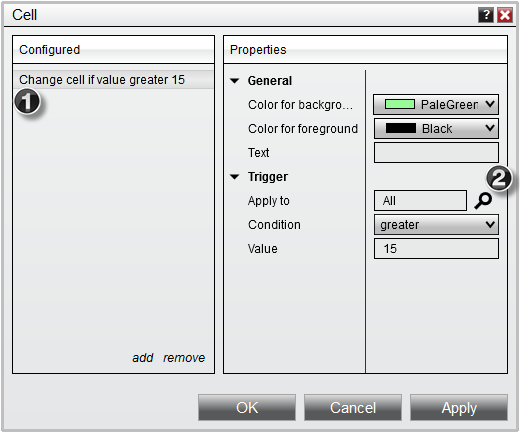 Cell
?
Configured
Change cell if value greater 15
1
add remove
Properties
General
Color for backgro... PaleGreen
Color for foreground Black
Text
2
Trigger
Apply to All
Condition greater
Value 15
OK Cancel Apply